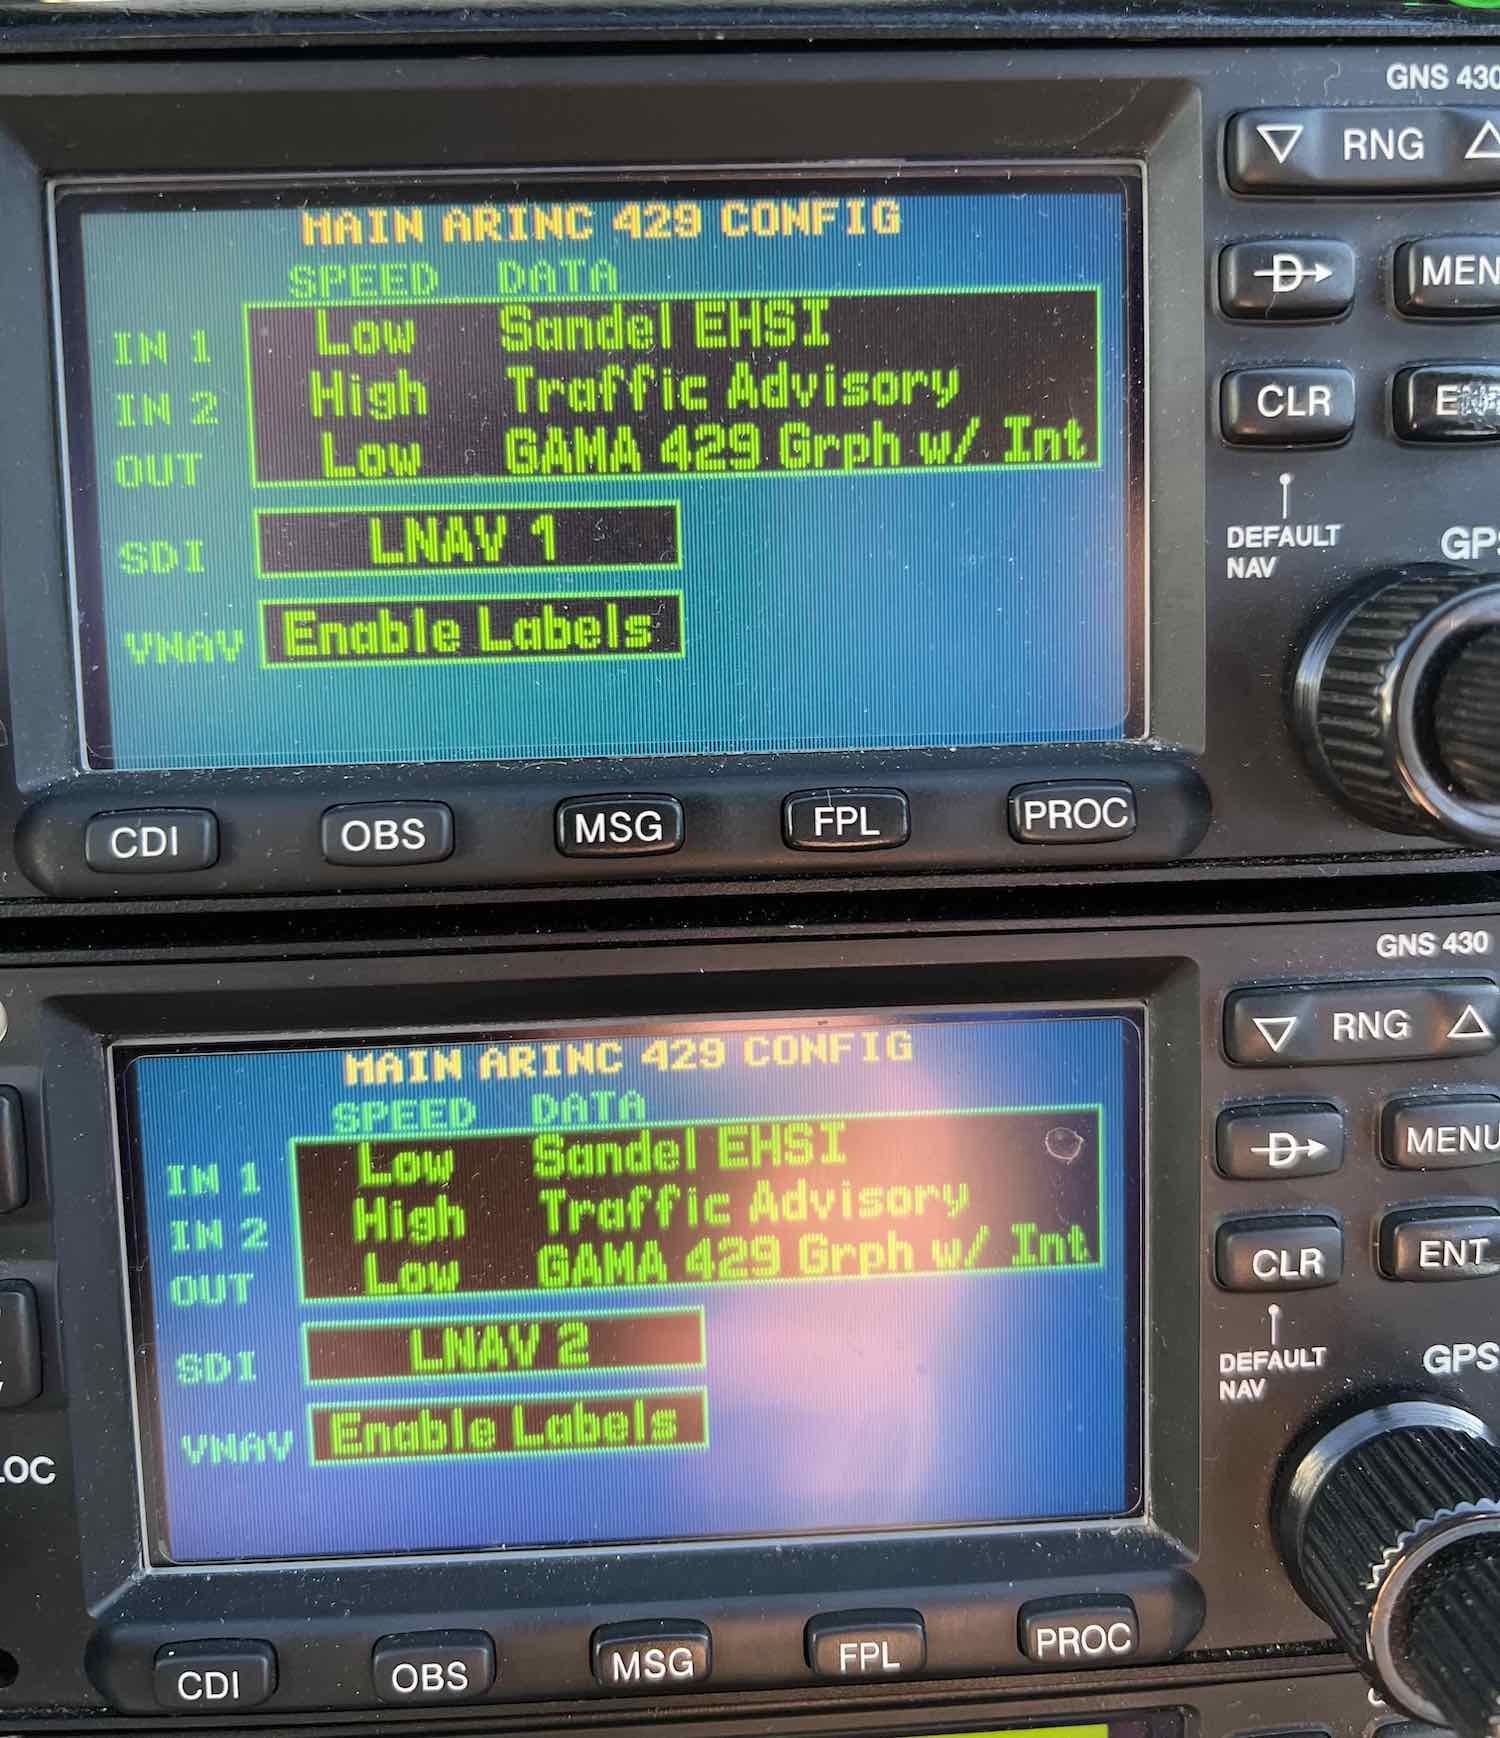 GNS 430
RNG
MAIN ARINC 429 CONFIG
SPEED DATA
IN 1 Low Sandel EHSI
IN 2 High Traffic Advisory
OUT Low GAMA 429 Grph w/ Int
SDI LNAV 1
VNAV Enable Labels
D MEN
CLR
DEFAULT
NAV
GPS
CDI OBS MSG FPL PROC
GNS 430
RNG
MAIN ARINC 429 CONFIG
SPEED DATA
IN 1 Low Sandel EHSI
IN 2 High Traffic Advisory
OUT Low GAMA 429 Grph w/ Int
SDI LNAV 2
VNAV Enable Labels
D MENU
CLR ENT
DEFAULT
NAV
GPS
LOC
CDI OBS MSG FPL PROC